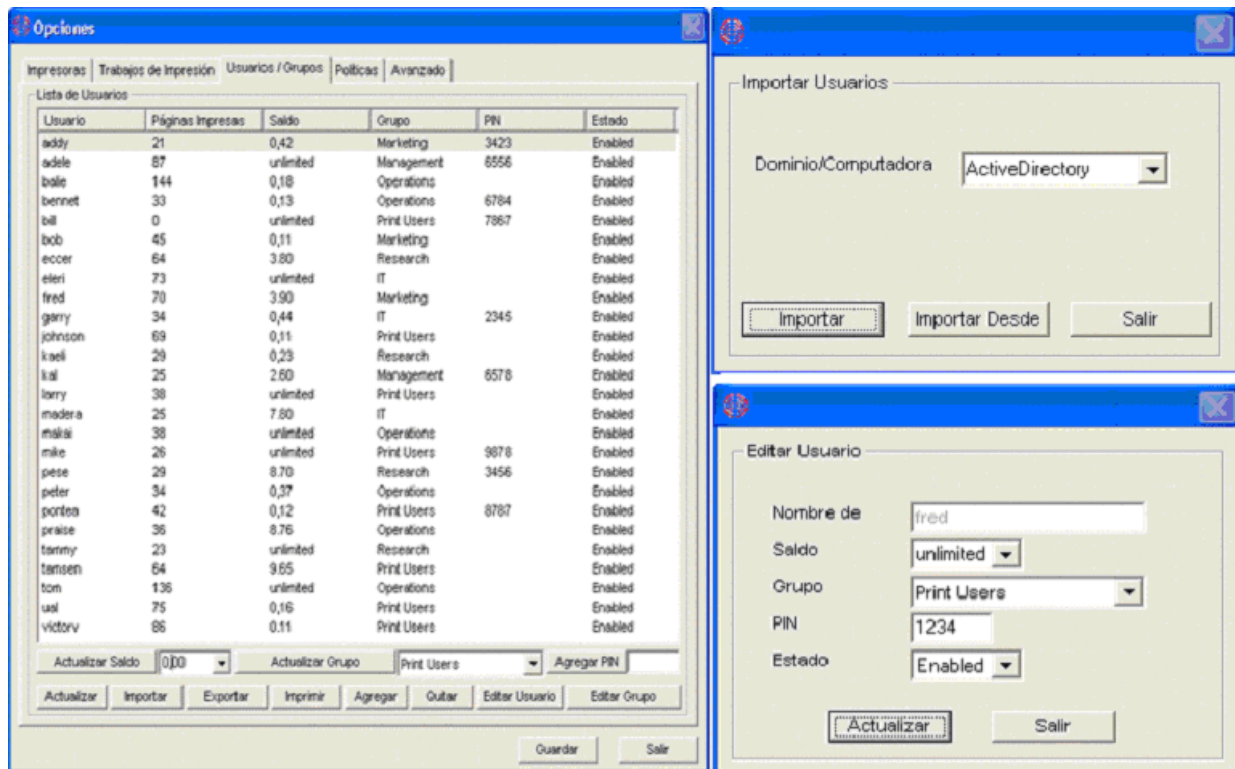 Opciones
Impresoras Trabajos de Impresión Usuarios / Grupos Políticas Avanzado
Lista de Usuarios
Usuario Páginas Impresas Saldo Grupo PIN Estado
addy 21 0,42 Marketing 3423 Enabled
adele 87 unlimited Management 6556 Enabled
balie 144 0,18 Operations Enabled
bennet 33 0,13 Operations 6784 Enabled
bill 0 unlimited Print Users 7867 Enabled
bob 45 0,11 Marketing Enabled
eccer 64 3.80 Research Enabled
eleri 73 unlimited IT Enabled
fred 70 3.90 Marketing Enabled
garry 34 0,44 IT 2345 Enabled
johnson 69 0,11 Print Users Enabled
kaeli 29 0,23 Research Enabled
kal 25 2.60 Management 6578 Enabled
larry 38 unlimited Print Users Enabled
madera 25 7.80 IT Enabled
makai 38 unlimited Operations Enabled
mike 26 unlimited Print Users 9878 Enabled
pese 29 8.70 Research 3456 Enabled
peter 34 0,37 Operations Enabled
pontea 42 0,12 Print Users 8787 Enabled
praise 36 8.76 Operations Enabled
tammy 23 unlimited Research Enabled
tamsen 64 9.65 Print Users Enabled
tom 136 unlimited Operations Enabled
ual 75 0,16 Print Users Enabled
victory 86 0.11 Print Users Enabled
Actualizar Saldo 0,00 Actualizar Grupo Print Users Agregar PIN
Actualizar Importar Exportar Imprimir Agregar Quitar Editar Usuario Editar Grupo
Guardar Salir
Importar Usuarios
Dominio/Computadora ActiveDirectory
Importar Importar Desde Salir
Editar Usuario
Nombre de fred
Saldo unlimited
Grupo Print Users
PIN 1234
Estado Enabled
Actualizar Salir